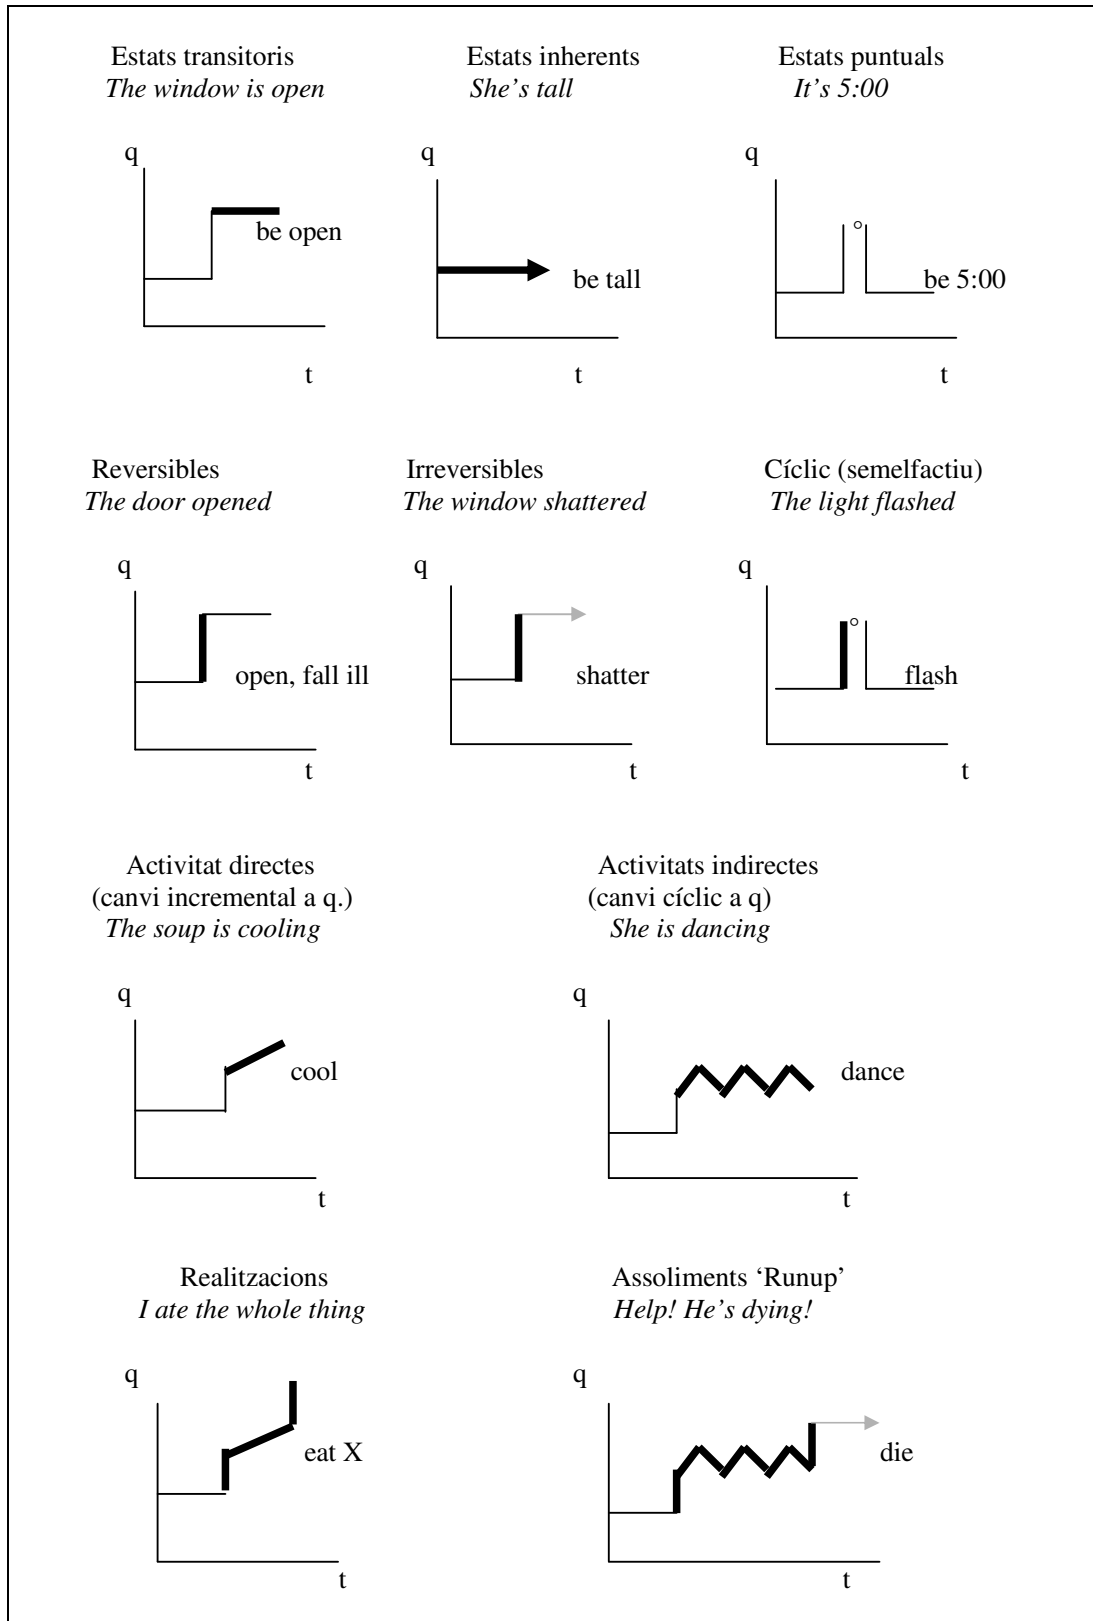 Estats transitoris
The window is open
Estats inherents
She's tall
Estats puntuals
It's 5:00
q
be open
t
q
be tall
t
q
be 5:00
t
Reversibles
The door opened
Irreversibles
The window shattered
Cíclic (semelfactiu)
The light flashed
q
open, fall ill
t
q
shatter
t
q
flash
t
Activitat directes
(canvi incremental a q.)
The soup is cooling
Activitats indirectes
(canvi cíclic a q)
She is dancing
q
cool
t
q
dance
t
Realitzacions
I ate the whole thing
Assoliments ‘Runup’
Help! He's dying!
q
eat X
t
q
die
t